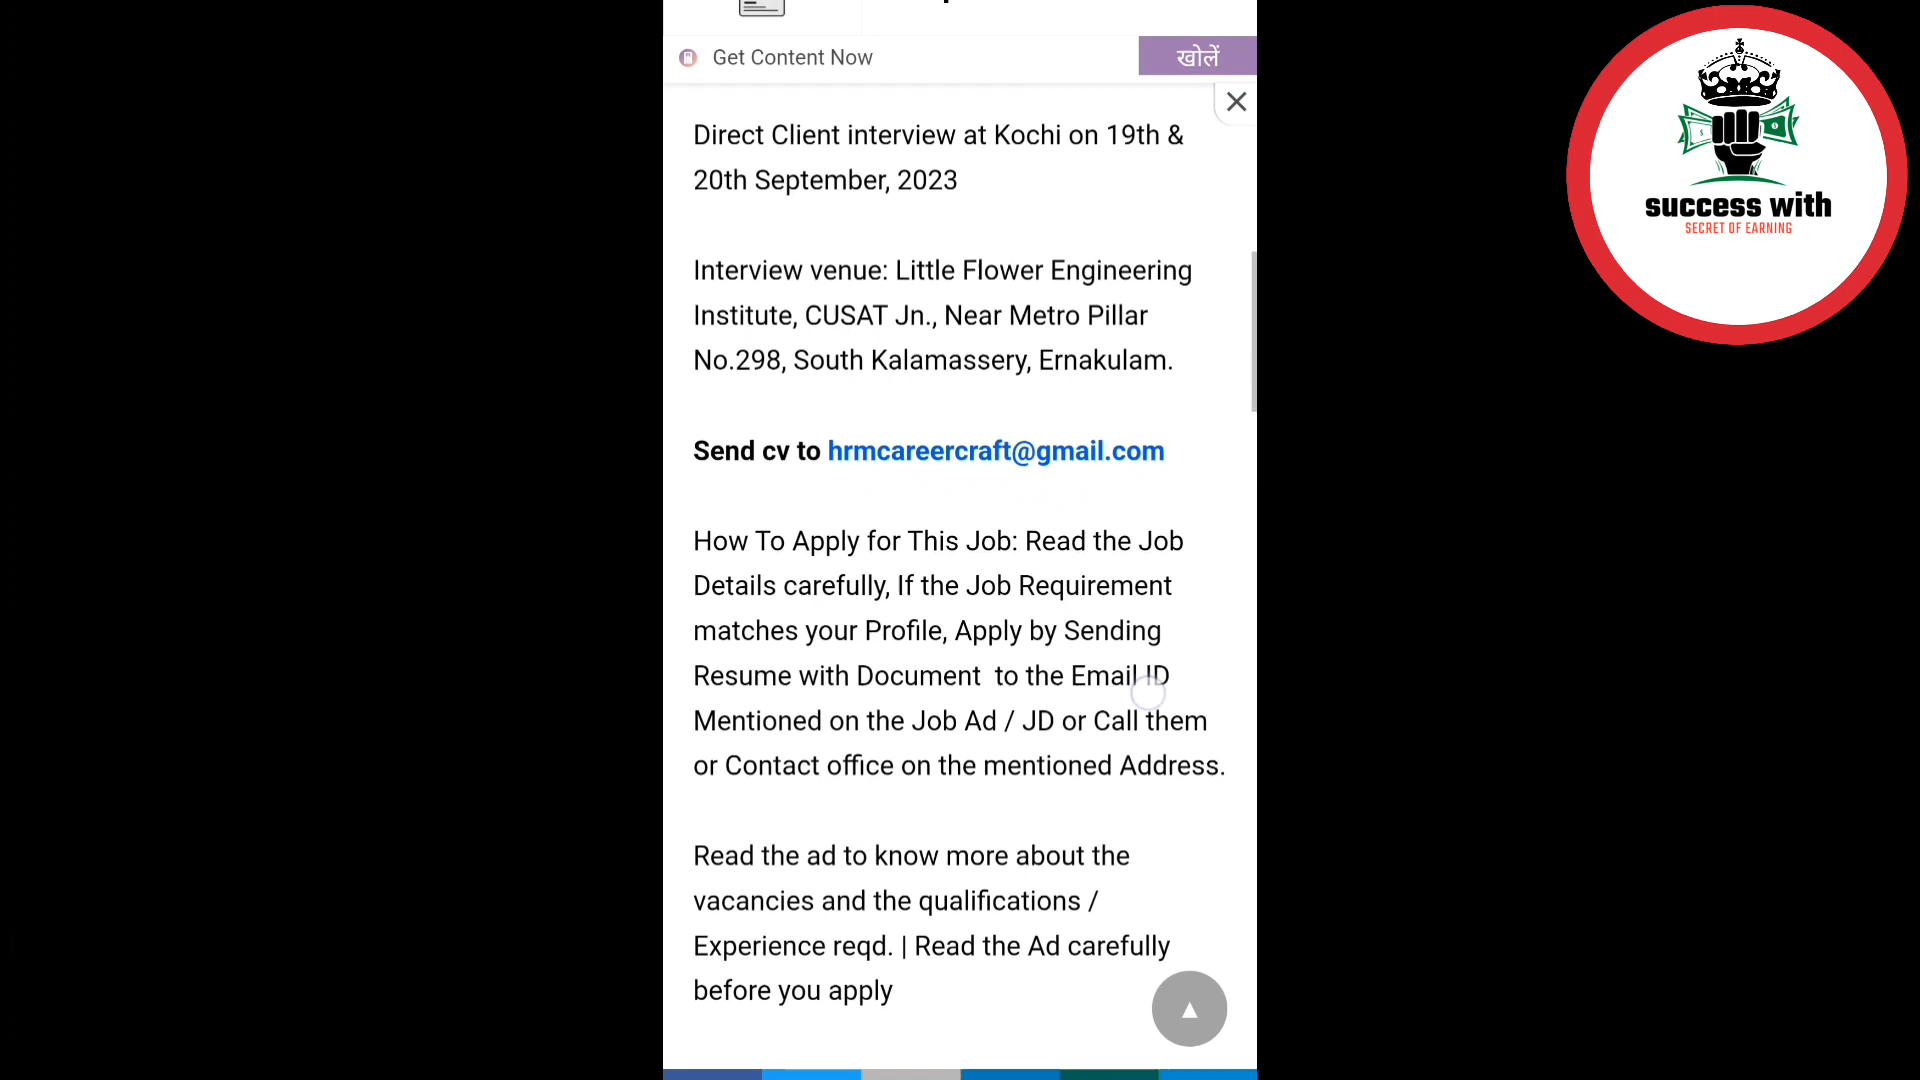 Get Content Now
खोलें
Direct Client interview at Kochi on 19th &
20th September, 2023
Interview venue: Little Flower Engineering
Institute, CUSAT Jn., Near Metro Pillar
No.298, South Kalamassery, Ernakulam.
Send cv to hrmcareercraft@gmail.com
How To Apply for This Job: Read the Job
Details carefully, If the Job Requirement
matches your Profile, Apply by Sending
Resume with Document  to the Email ID
Mentioned on the Job Ad / JD or Call them
or Contact office on the mentioned Address.
Read the ad to know more about the
vacancies and the qualifications /
Experience reqd. | Read the Ad carefully
before you apply
success with
SECRET OF EARNING